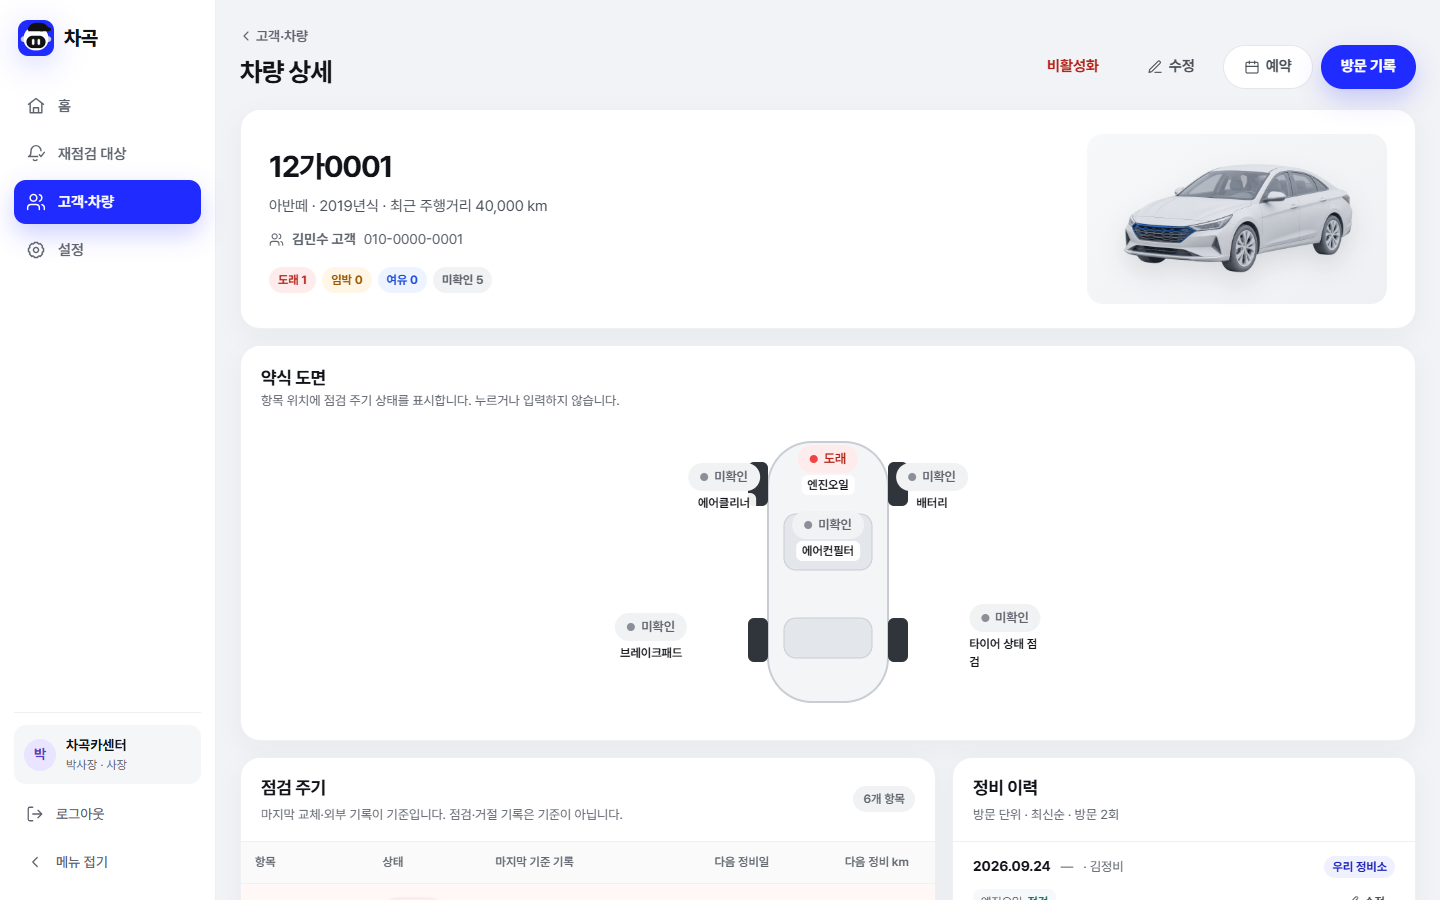 차곡
홈
재점검 대상
고객·차량
설정
차곡카센터
박
박사장 · 사장
로그아웃
메뉴 접기
고객·차량
차량 상세
비활성화
수정
예약
방문 기록
12가0001
아반떼 · 2019년식 · 최근 주행거리 40,000 km
김민수 고객 010-0000-0001
도래 1 임박 0 여유 0 미확인 5
약식 도면
항목 위치에 점검 주기 상태를 표시합니다. 누르거나 입력하지 않습니다.
도래
엔진오일
미확인
에어클리너
미확인
배터리
미확인
에어컨필터
미확인
브레이크패드
미확인
타이어 상태 점
검
점검 주기
마지막 교체·외부 기록이 기준입니다. 점검·거절 기록은 기준이 아닙니다.
6개 항목
항목 상태 마지막 기준 기록 다음 정비일 다음 정비 km
정비 이력
방문 단위 · 최신순 · 방문 2회
2026.09.24 — · 김정비
우리 정비소